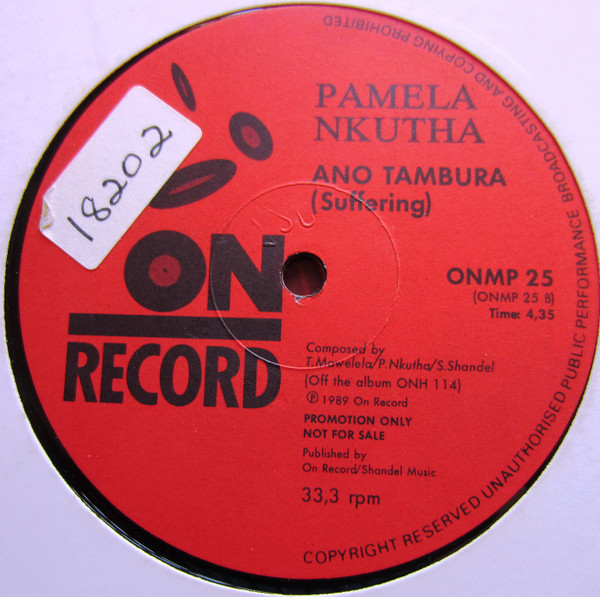 PAMELA
NKUTHA
ANO TAMBURA
(Suffering)
18202
ON
RECORD
ONMP 25
(ONMP 25 B)
Time: 4,35
Composed by
T.Mawelela/P.Nkutha/S.Shandel
(Off the album ONH 114)
Ⓟ 1989 On Record
PROMOTION ONLY
NOT FOR SALE
Published by
On Record/Shandel Music
33,3 rpm
COPYRIGHT RESERVED UNAUTHORISED PUBLIC PERFORMANCE BROADCASTING AND COPYING PROHIBITED